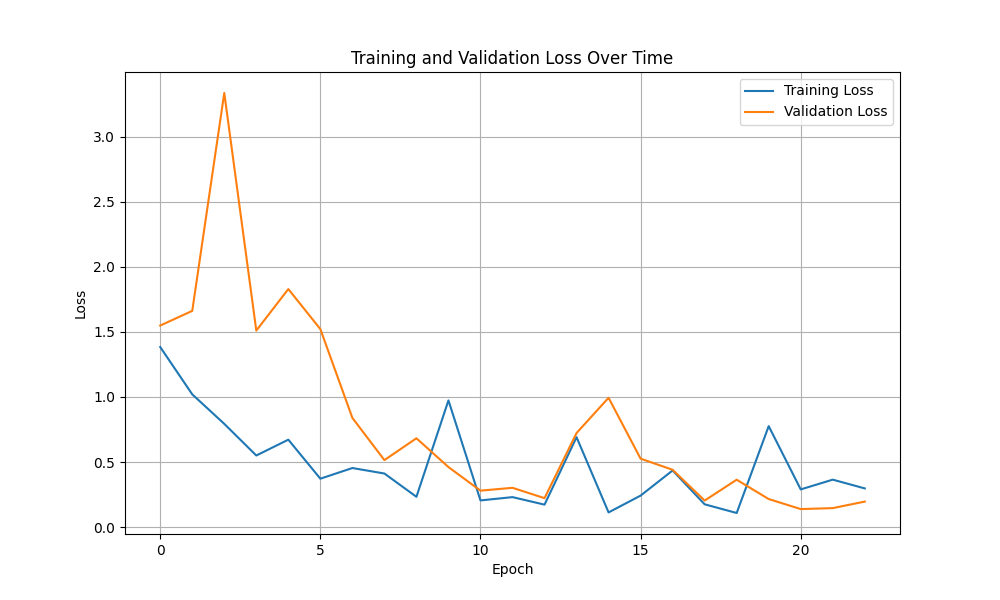 Training and Validation Loss Over Time
Training Loss
Validation Loss
3.0
2.5
2.0
1.5
1.0
0.5
0.0
Loss
0 5 10 15 20
Epoch